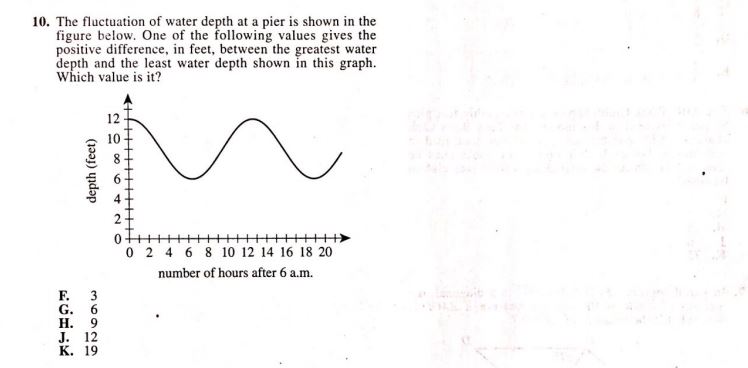 10. The fluctuation of water depth at a pier is shown in the
figure below. One of the following values gives the
positive difference, in feet, between the greatest water
depth and the least water depth shown in this graph.
Which value is it?
12
10
8
6
4
2
0
depth (feet)
0 2 4 6 8 10 12 14 16 18 20
number of hours after 6 a.m.
F. 3
G. 6
H. 9
J. 12
K. 19